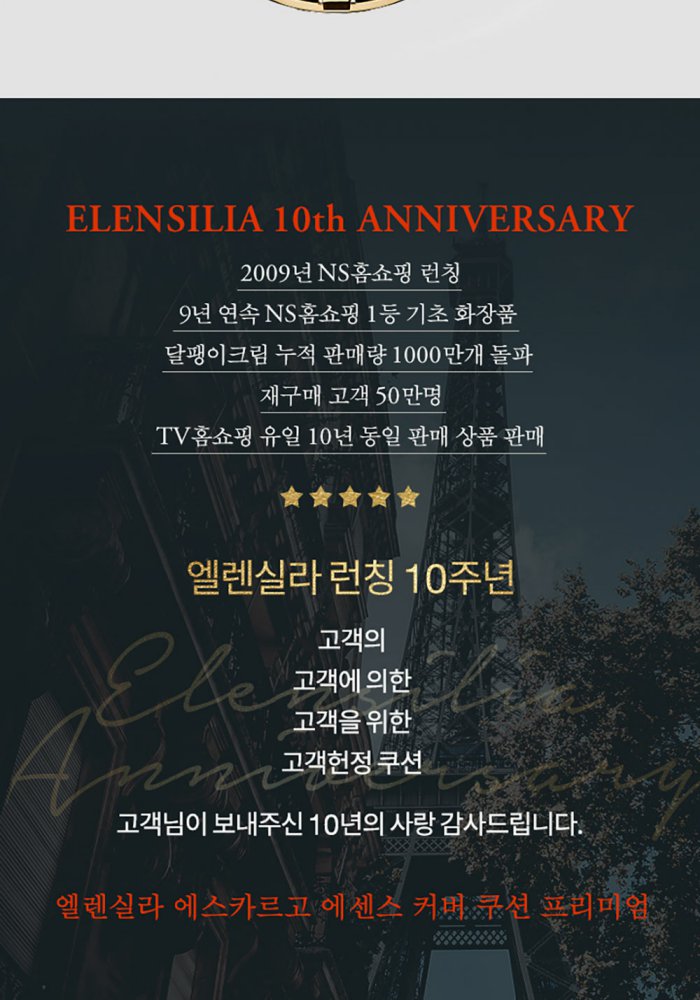 ELENSILIA 10th ANNIVERSARY
2009년 NS홈쇼핑 런칭
9년 연속 NS홈쇼핑 1등 기초 화장품
달팽이크림 누적 판매량 1000만개 돌파
재구매 고객 50만명
TV홈쇼핑 유일 10년 동일 판매 상품 판매
엘렌실라 런칭 10주년
Elensilia
Anniversary
고객의
고객에 의한
고객을 위한
고객헌정 쿠션
고객님이 보내주신 10년의 사랑 감사드립니다.
엘렌실라 에스카르고 에센스 커버 쿠션 프리미엄